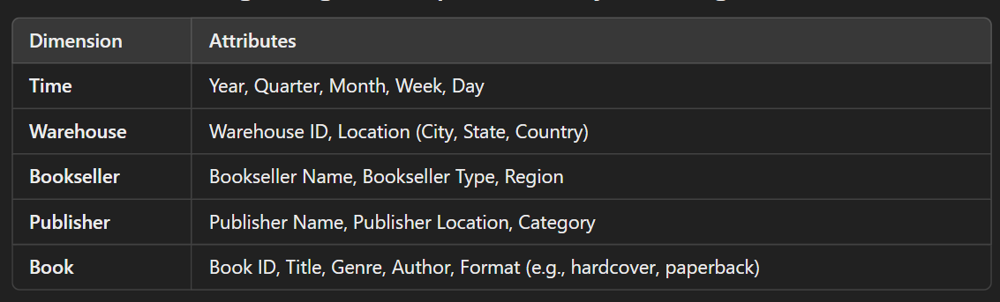 Dimension Attributes
Time Year, Quarter, Month, Week, Day
Warehouse Warehouse ID, Location (City, State, Country)
Bookseller Bookseller Name, Bookseller Type, Region
Publisher Publisher Name, Publisher Location, Category
Book Book ID, Title, Genre, Author, Format (e.g., hardcover, paperback)